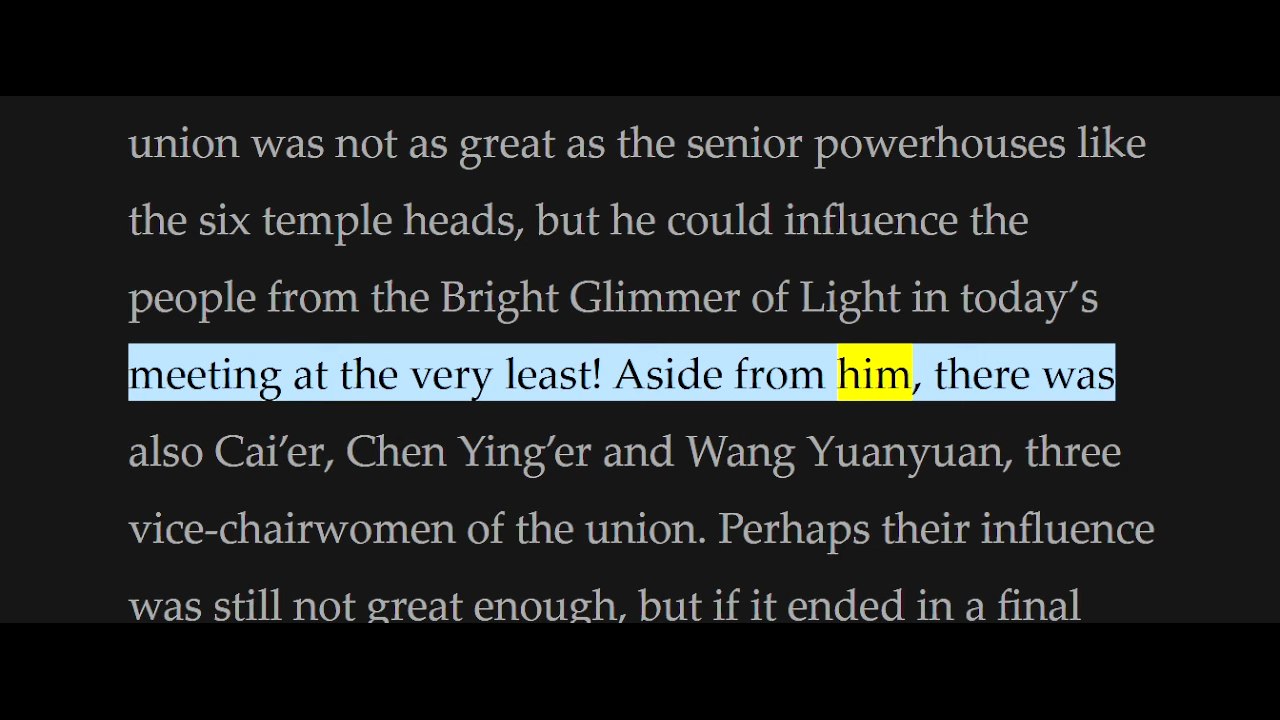 union was not as great as the senior powerhouses like
the six temple heads, but he could influence the
people from the Bright Glimmer of Light in today’s
meeting at the very least! Aside from him, there was
also Cai’er, Chen Ying’er and Wang Yuanyuan, three
vice-chairwomen of the union. Perhaps their influence
was still not great enough, but if it ended in a final